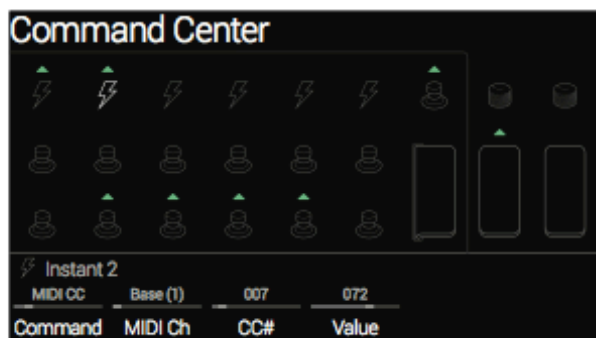 Command Center
Instant 2
MIDI CC Base (1) 007 072
Command MIDI Ch CC# Value